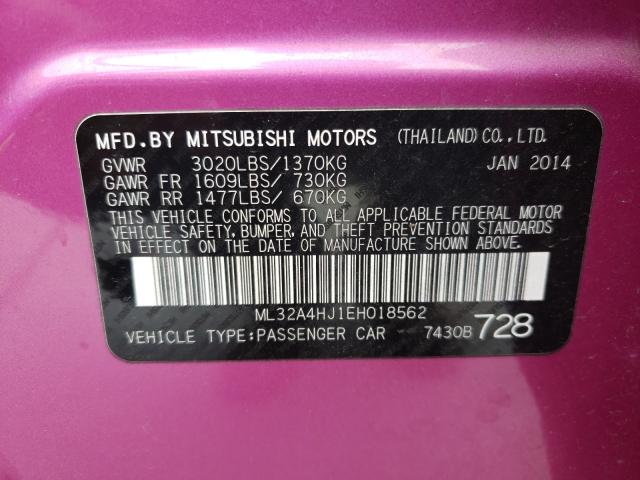 MFD.BY MITSUBISHI MOTORS (THAILAND) CO.,LTD.
GVWR 3020LBS/1370KG JAN 2014
GAWR FR 1609LBS/ 730KG
GAWR RR 1477LBS/ 670KG
THIS VEHICLE CONFORMS TO ALL APPLICABLE FEDERAL MOTOR
VEHICLE SAFETY, BUMPER, AND THEFT PREVENTION STANDARDS
IN EFFECT ON THE DATE OF MANUFACTURE SHOWN ABOVE.
ML32A4HJ1EH018562
VEHICLE TYPE:PASSENGER CAR 7430B 728